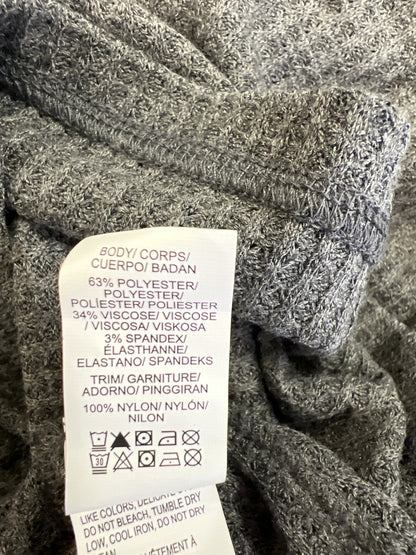 BODY/ CORPS/
CUERPO/ BADAN
63% POLYESTER/
POLYESTER/
POLIÉSTER/ POLIESTER
34% VISCOSE/ VISCOSE
/ VISCOSA/ VISKOSA
3% SPANDEX/
ÉLASTHANNE/
ELASTANO/ SPANDEKS
TRIM/ GARNITURE/
ADORNO/ PINGGIRAN
100% NYLON/ NYLÓN/
NILON
30
LIKE COLORS, DELICATE
DO NOT BLEACH, TUMBLE DRY
LOW, COOL IRON, DO NOT DRY
VÊTEMENT À